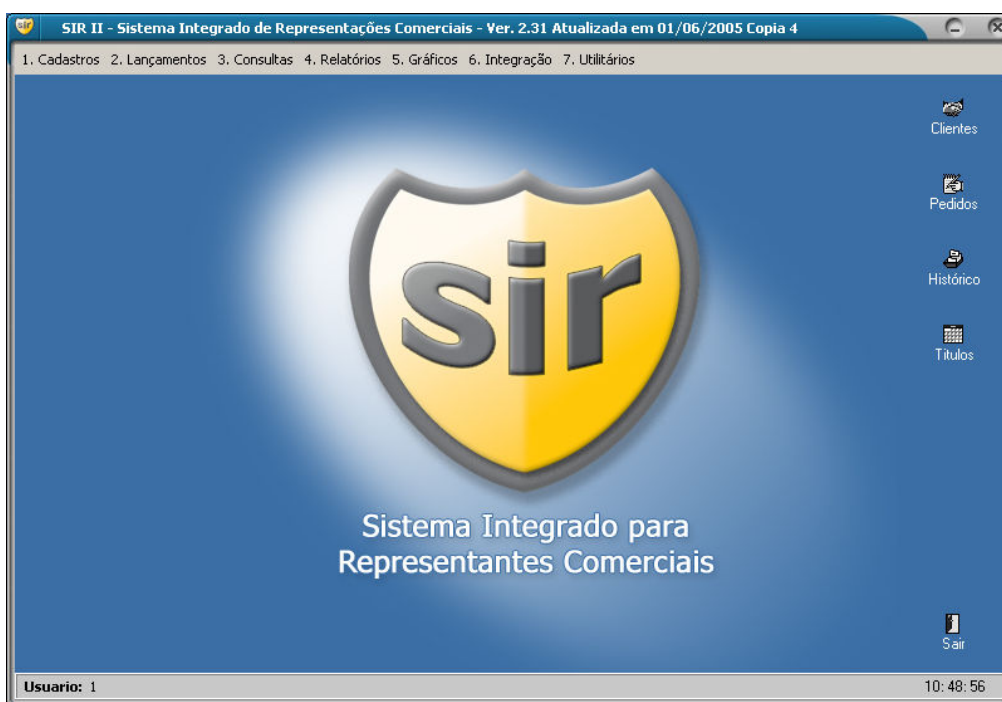 SIR II - Sistema Integrado de Representações Comerciais - Ver. 2.31 Atualizada em 01/06/2005 Copia 4
1. Cadastros 2. Lançamentos 3. Consultas 4. Relatórios 5. Gráficos 6. Integração 7. Utilitários
Clientes
Pedidos
Histórico
Titulos
sir
Sistema Integrado para
Representantes Comerciais
Sair
Usuario: 1
10:48:56